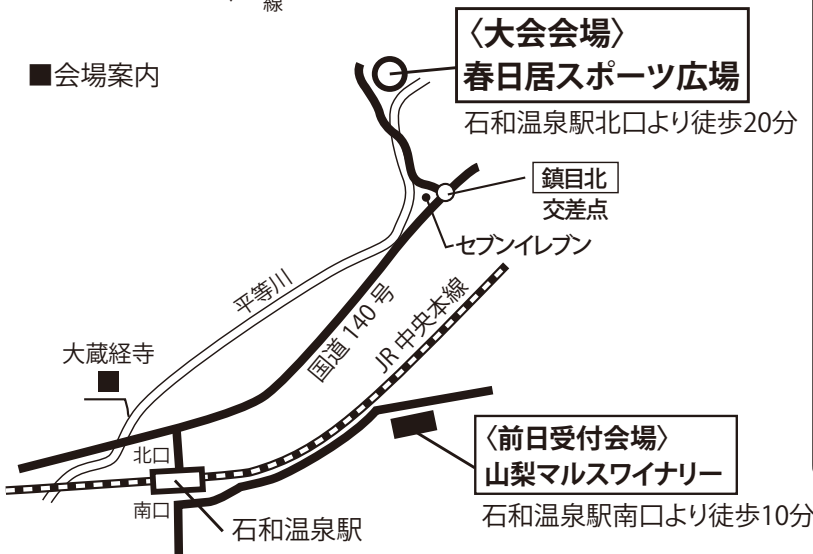 線
■会場案内
〈大会会場〉
春日居スポーツ広場
石和温泉駅北口より徒歩20分
鎮目北
交差点
セブンイレブン
平等川
国道140号
JR中央本線
大蔵経寺
〈前日受付会場〉
山梨マルスワイナリー
石和温泉駅南口より徒歩10分
北口
南口
石和温泉駅